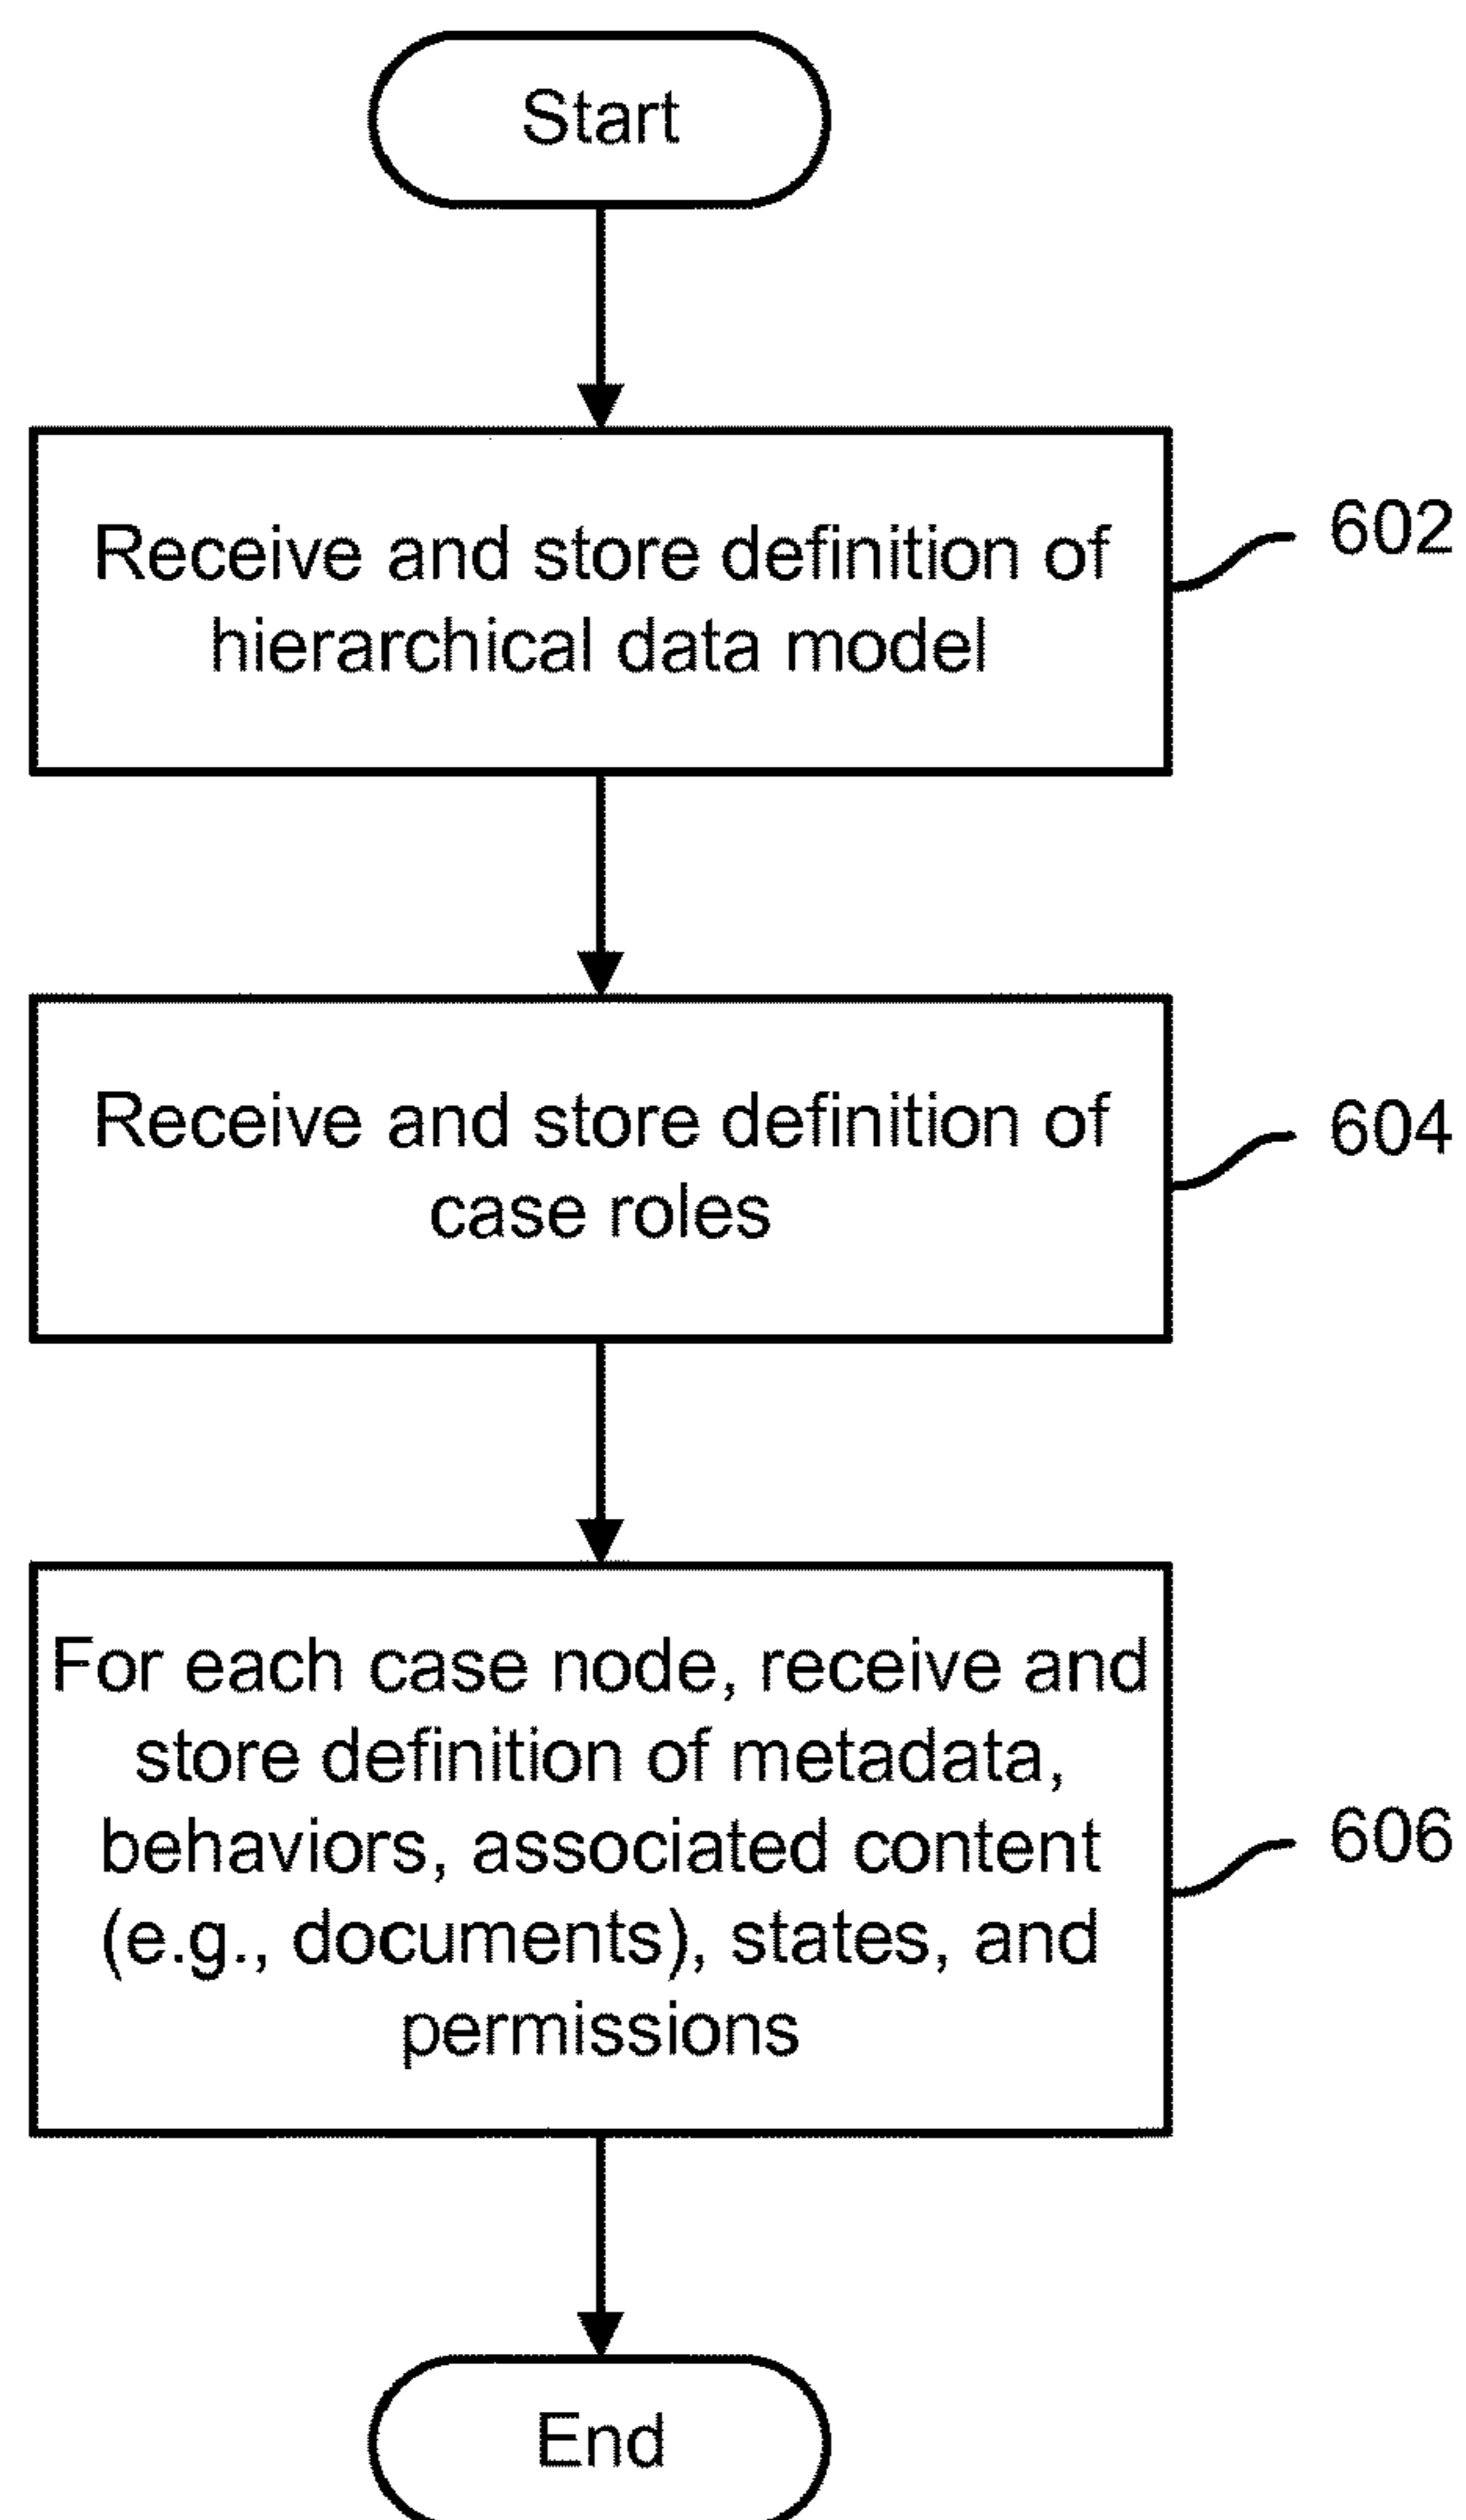 Start
Receive and store definition of
hierarchical data model
602
Receive and store definition of
case roles
604
For each case node, receive and
store definition of metadata,
behaviors, associated content
(e.g., documents), states, and
permissions
606
End